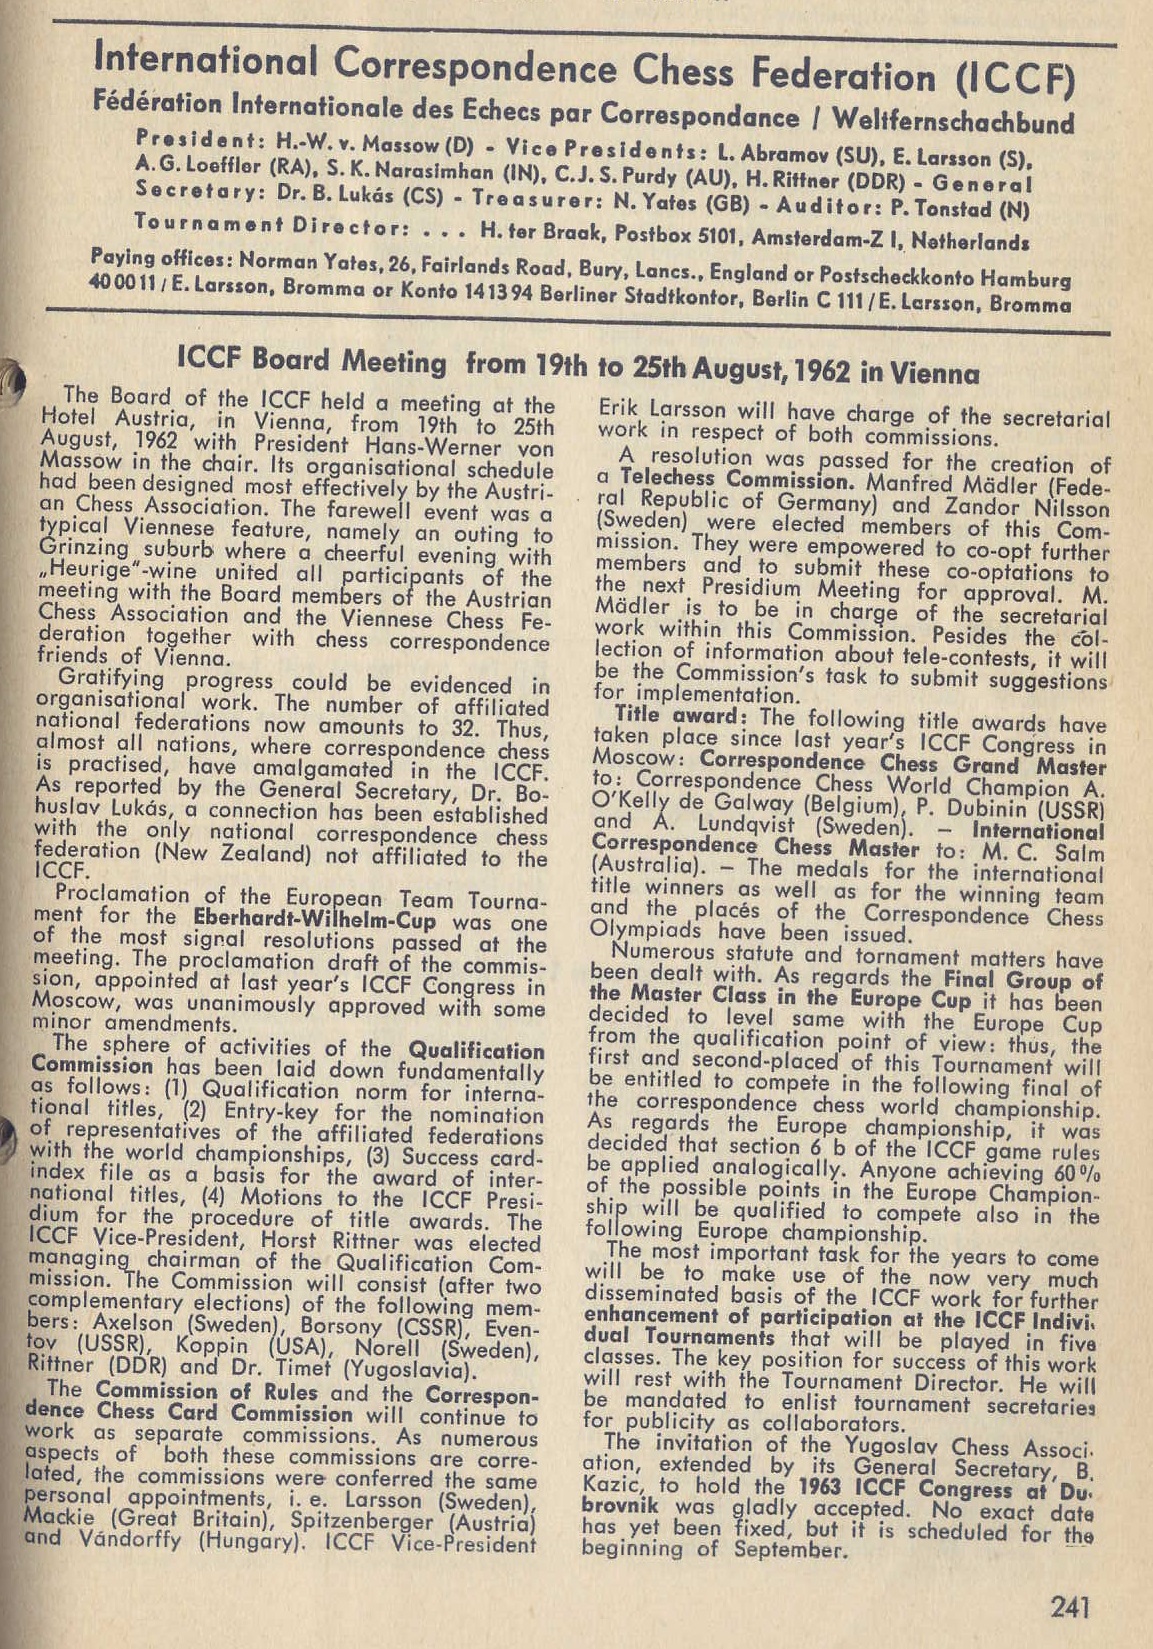 International Correspondence Chess Federation (ICCF)
Fédération Internationale des Echecs par Correspondance / Weltfernschachbund
President: H.-W. v. Massow (D) - Vice Presidents: L. Abramov (SU), E. Larsson (S),
A. G. Loeffler (RA), S. K. Narasimhan (IN), C. J. S. Purdy (AU), H. Rittner (DDR) - General
Secretary: Dr. B. Lukás (CS) - Treasurer: N. Yates (GB) - Auditor: P. Tonstad (N)
Tournament Director: . . . H. ter Braak, Postbox 5101, Amsterdam-Z I, Netherlands
Paying offices: Norman Yates, 26, Fairlands Road, Bury, Lancs., England or Postscheckkonto Hamburg
40 00 11 / E. Larsson, Bromma or Konto 14 13 94 Berliner Stadtkontor, Berlin C 111 / E. Larsson, Bromma
ICCF Board Meeting from 19th to 25th August, 1962 in Vienna
The Board of the ICCF held a meeting at the
Hotel Austria, in Vienna, from 19th to 25th
August, 1962 with President Hans-Werner von
Massow in the chair. Its organisational schedule
had been designed most effectively by the Austri-
an Chess Association. The farewell event was a
typical Viennese feature, namely an outing to
Grinzing suburb where a cheerful evening with
„Heurige"-wine united all participants of the
meeting with the Board members of the Austrian
Chess Association and the Viennese Chess Fe-
deration together with chess correspondence
friends of Vienna.
Gratifying progress could be evidenced in
organisational work. The number of affiliated
national federations now amounts to 32. Thus,
almost all nations, where correspondence chess
is practised, have amalgamated in the ICCF.
As reported by the General Secretary, Dr. Bo-
huslav Lukás, a connection has been established
with the only national correspondence chess
federation (New Zealand) not affiliated to the
ICCF.
Proclamation of the European Team Tourna-
ment for the Eberhardt-Wilhelm-Cup was one
of the most signal resolutions passed at the
meeting. The proclamation draft of the commis-
sion, appointed at last year's ICCF Congress in
Moscow, was unanimously approved with some
minor amendments.
The sphere of activities of the Qualification
Commission has been laid down fundamentally
as follows: (1) Qualification norm for interna-
tional titles, (2) Entry-key for the nomination
of representatives of the affiliated federations
with the world championships, (3) Success card-
index file as a basis for the award of inter-
national titles, (4) Motions to the ICCF Presi-
dium for the procedure of title awards. The
ICCF Vice-President, Horst Rittner was elected
managing chairman of the Qualification Com-
mission. The Commission will consist (after two
complementary elections) of the following mem-
bers: Axelson (Sweden), Borsony (CSSR), Even-
tov (USSR), Koppin (USA), Norell (Sweden),
Rittner (DDR) and Dr. Timet (Yugoslavia).
The Commission of Rules and the Correspon-
dence Chess Card Commission will continue to
work as separate commissions. As numerous
aspects of both these commissions are corre-
lated, the commissions were conferred the same
personal appointments, i. e. Larsson (Sweden),
Mackie (Great Britain), Spitzenberger (Austria)
and Vándorffy (Hungary). ICCF Vice-President
Erik Larsson will have charge of the secretarial
work in respect of both commissions.
A resolution was passed for the creation of
a Telechess Commission. Manfred Mädler (Fede-
ral Republic of Germany) and Zandor Nilsson
(Sweden) were elected members of this Com-
mission. They were empowered to co-opt further
members and to submit these co-optations to
the next Presidium Meeting for approval. M.
Mädler is to be in charge of the secretarial
work within this Commission. Pesides the col-
lection of information about tele-contests, it will
be the Commission's task to submit suggestions
for implementation.
Title award: The following title awards have
taken place since last year's ICCF Congress in
Moscow: Correspondence Chess Grand Master
to: Correspondence Chess World Champion A.
O'Kelly de Galway (Belgium), P. Dubinin (USSR)
and A. Lundqvist (Sweden). — International
Correspondence Chess Master to: M. C. Salm
(Australia). — The medals for the international
title winners as well as for the winning team
and the placés of the Correspondence Chess
Olympiads have been issued.
Numerous statute and tornament matters have
been dealt with. As regards the Final Group of
the Master Class in the Europe Cup it has been
decided to level same with the Europe Cup
from the qualification point of view: thus, the
first and second-placed of this Tournament will
be entitled to compete in the following final of
the correspondence chess world championship.
As regards the Europe championship, it was
decided that section 6 b of the ICCF game rules
be applied analogically. Anyone achieving 60%
of the possible points in the Europe Champion-
ship will be qualified to compete also in the
following Europe championship.
The most important task for the years to come
will be to make use of the now very much
disseminated basis of the ICCF work for further
enhancement of participation at the ICCF Indivi-
dual Tournaments that will be played in five
classes. The key position for success of this work
will rest with the Tournament Director. He will
be mandated to enlist tournament secretaries
for publicity as collaborators.
The invitation of the Yugoslav Chess Associ-
ation, extended by its General Secretary, B.
Kazic, to hold the 1963 ICCF Congress at Du-
brovnik was gladly accepted. No exact date
has yet been fixed, but it is scheduled for the
beginning of September.
241